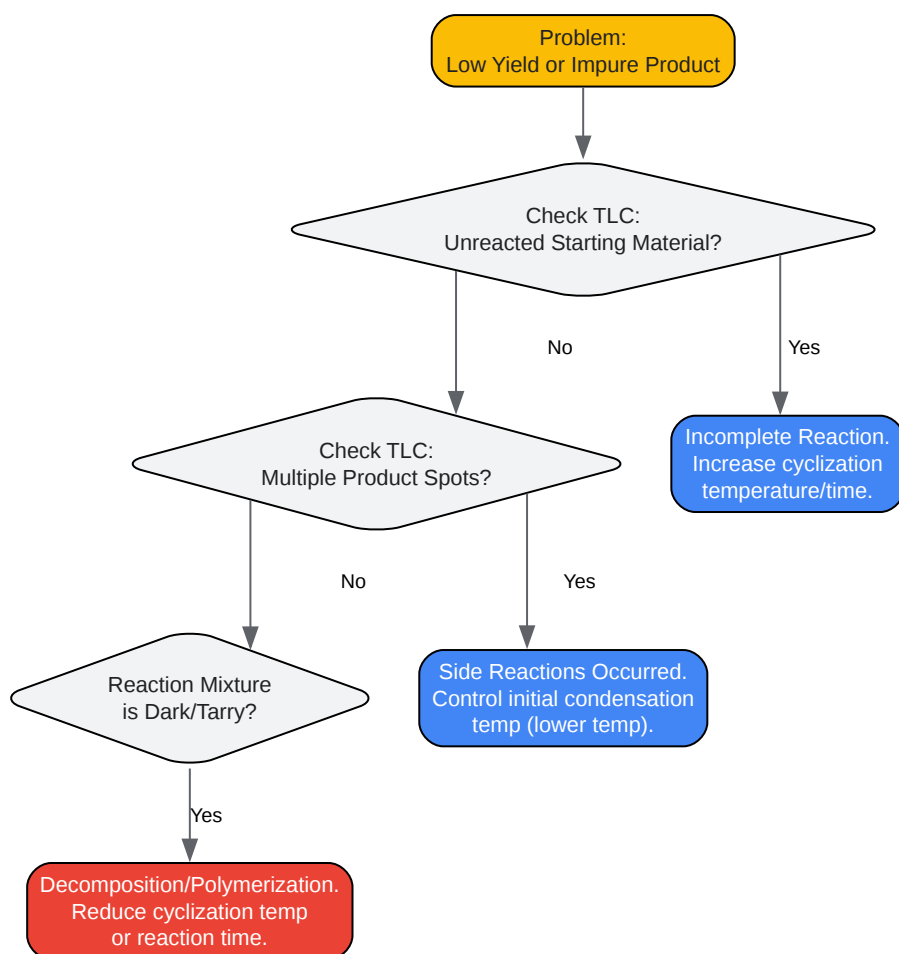 Problem:
Low Yield or Impure Product
Check TLC:
Unreacted Starting Material?
No
Yes
Check TLC:
Multiple Product Spots?
Incomplete Reaction.
Increase cyclization
temperature/time.
No
Yes
Reaction Mixture
is Dark/Tarry?
Side Reactions Occurred.
Control initial condensation
temp (lower temp).
Yes
Decomposition/Polymerization.
Reduce cyclization temp
or reaction time.